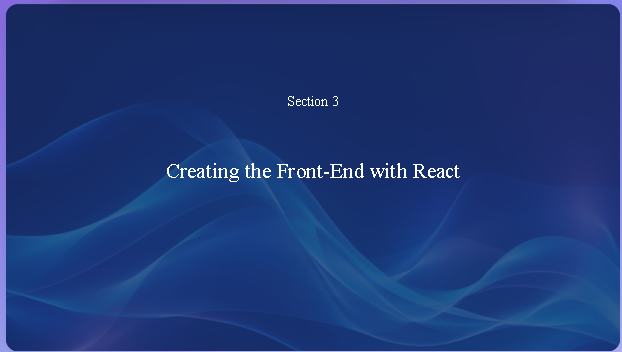 Section 3
Creating the Front-End with React